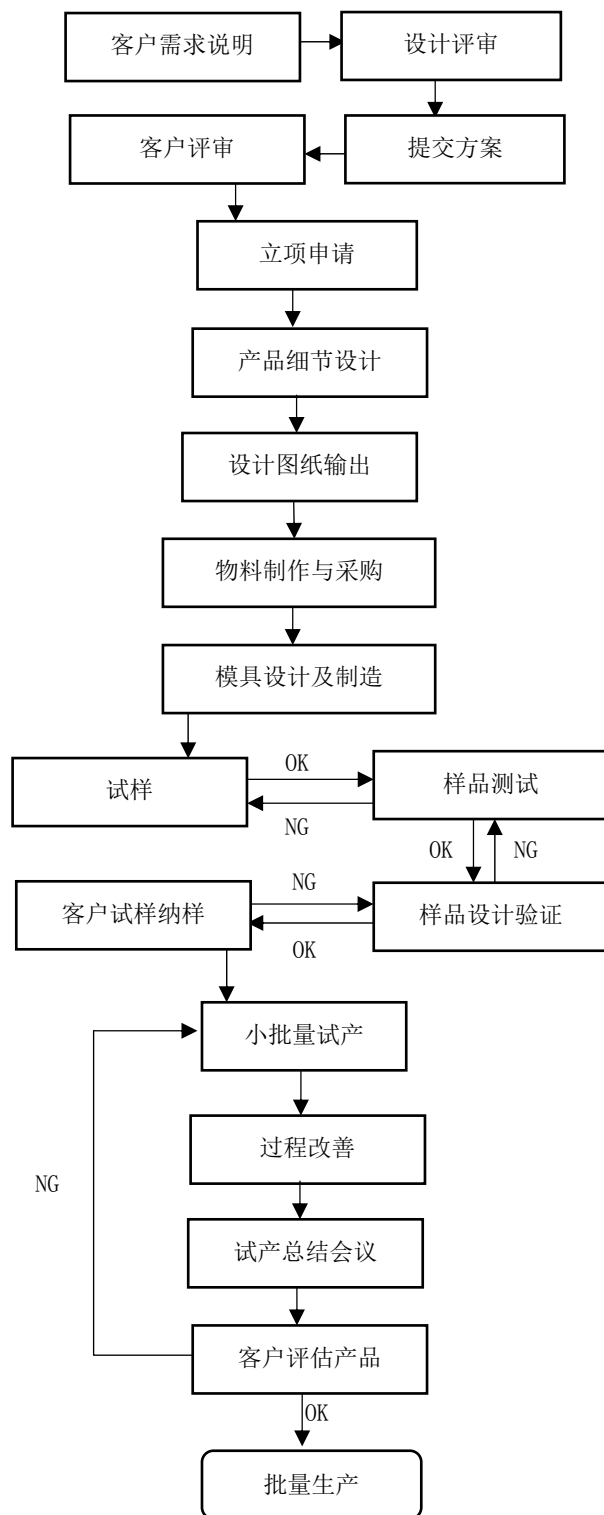 客户需求说明
设计评审
客户评审
提交方案
立项申请
产品细节设计
设计图纸输出
物料制作与采购
模具设计及制造
试样
OK
NG
样品测试
OK
NG
客户试样纳样
NG
OK
样品设计验证
小批量试产
过程改善
NG
试产总结会议
客户评估产品
OK
批量生产